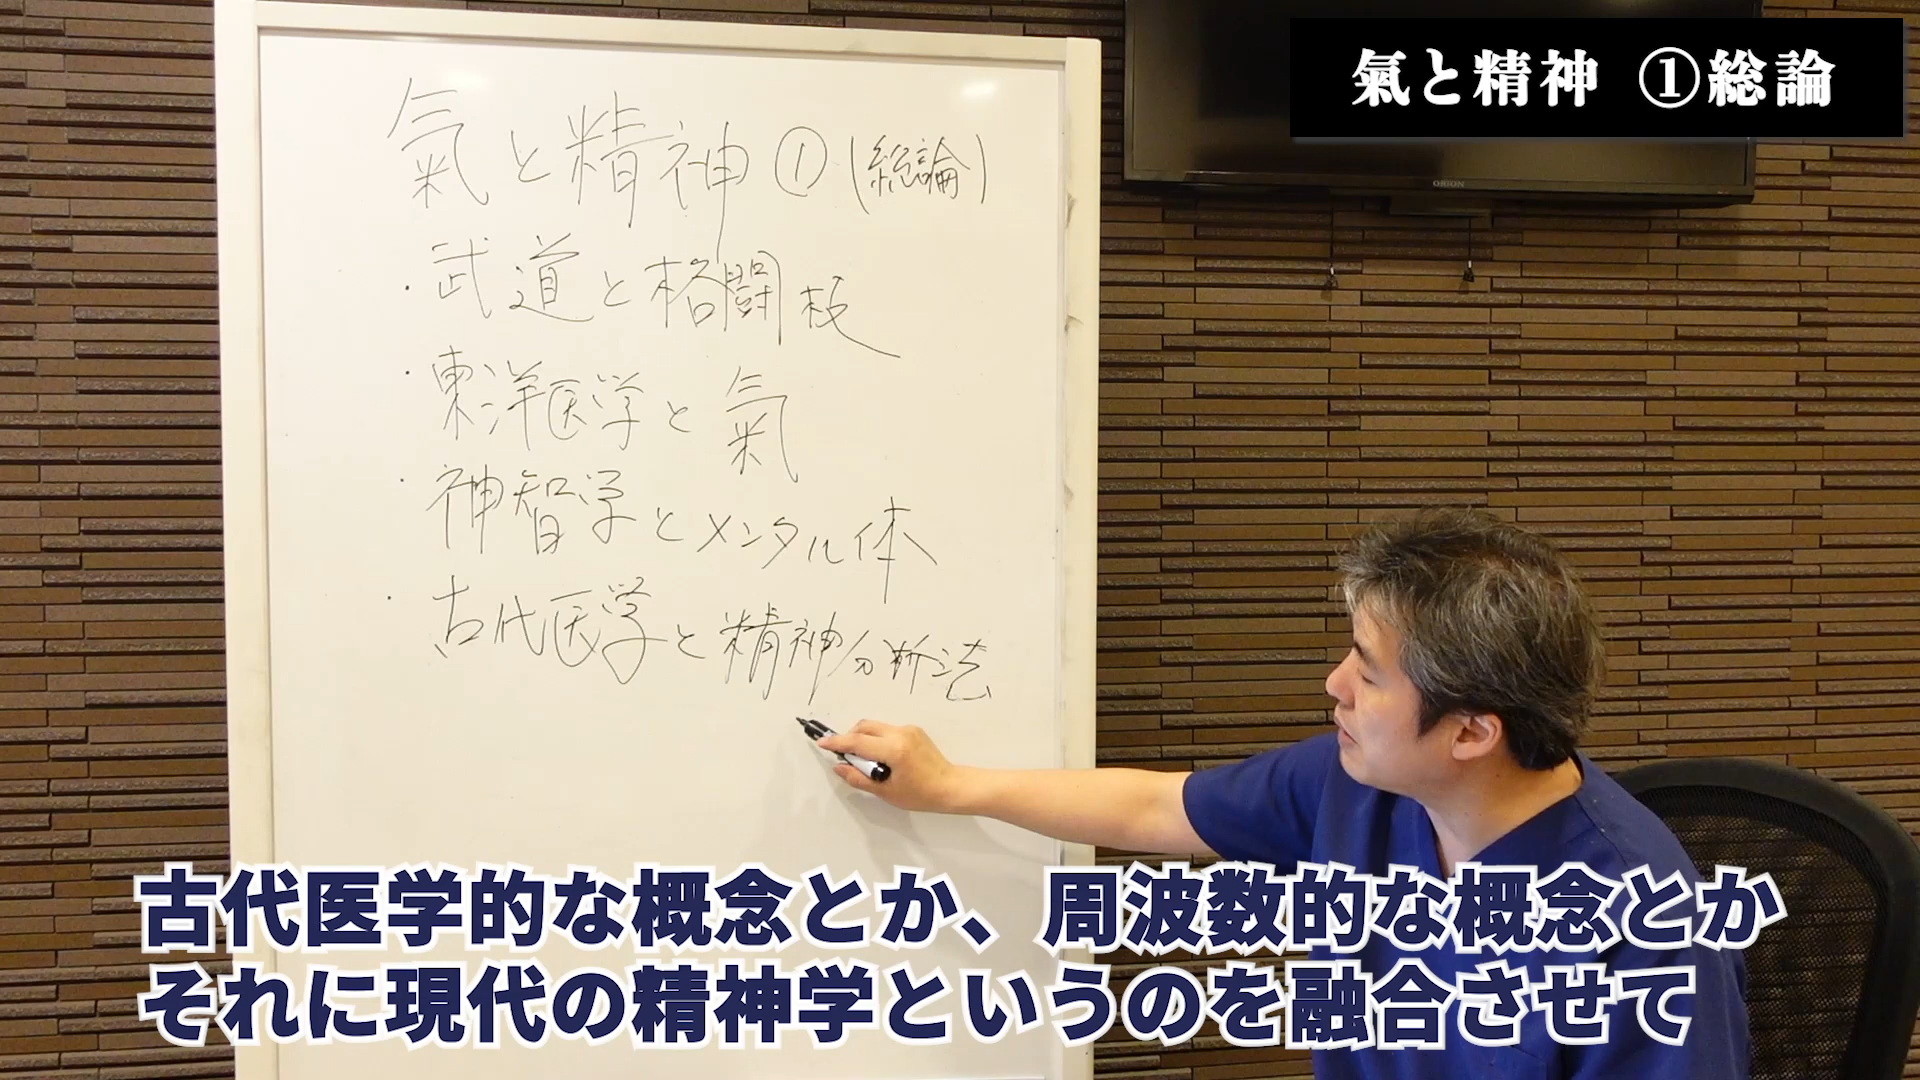 氣と精神 ①総論
ORION
氣と精神①(総論)
・武道と格闘技
・東洋医学と氣
・神智学とメンタル体
・古代医学と精神分断法
古代医学的な概念とか、周波数的な概念とか
それに現代の精神学というのを融合させて